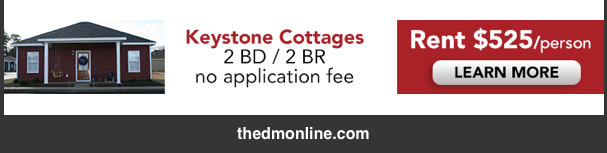 Keystone Cottages
2 BD / 2 BR
no application fee
Rent $525/person
LEARN MORE
thedmonline.com